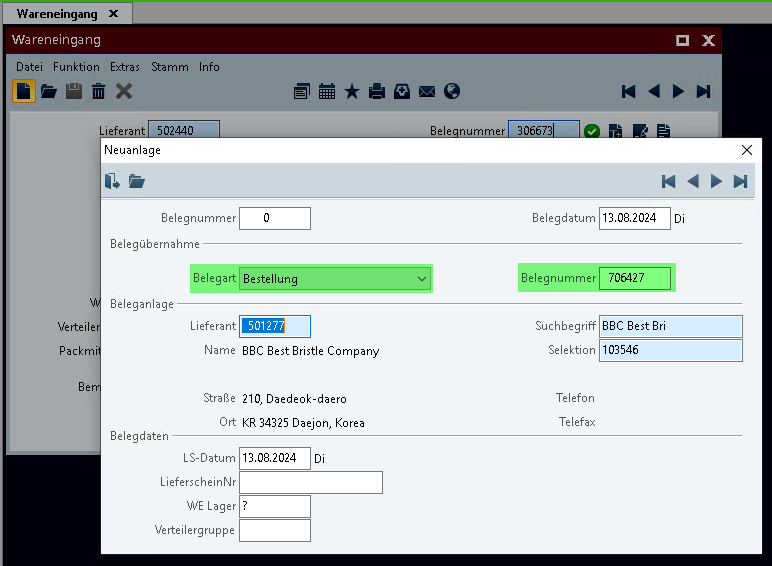 Wareneingang X
Wareneingang
Datei Funktion Extras Stamm Info
Lieferant 502440 Belegnummer 306673
Neuanlage
Belegnummer 0 Belegdatum 13.08.2024 Di
Belegübernahme
Belegart Bestellung Belegnummer 706427
Beleganlage
Lieferant 501277 Suchbegriff BBC Best Bri
Name BBC Best Bristle Company Selektion 103546
Straße 210, Daedeok-daero Telefon
Ort KR 34325 Daejon, Korea Telefax
Belegdaten
LS-Datum 13.08.2024 Di
LieferscheinNr
WE Lager ?
Verteilergruppe
W
Verteiler
Packmit
Bem